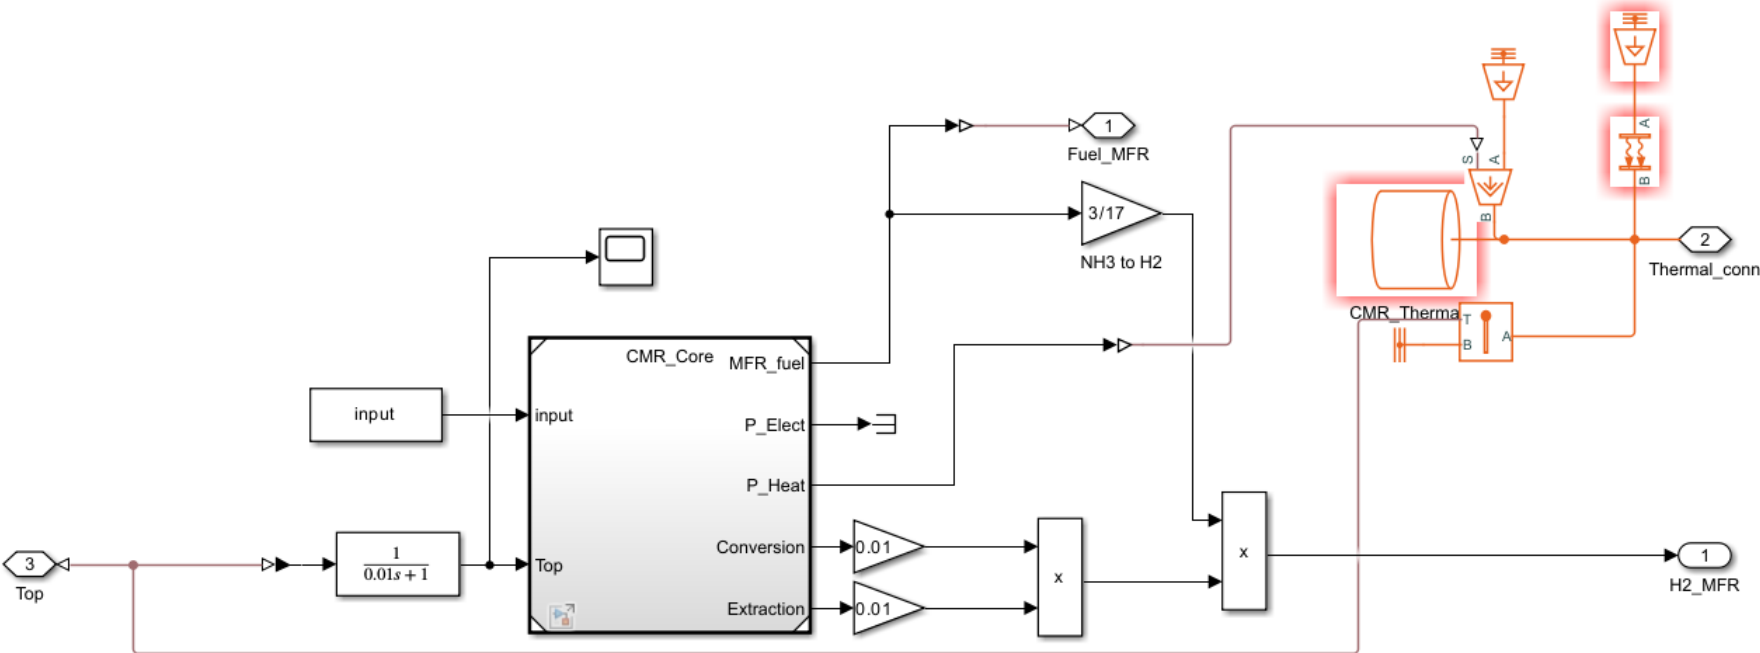 1
Fuel_MFR
S
A
A
B
B
3/17
NH3 to H2
2
Thermal_conn
CMR_Therma
T
B
A
CMR_Core
MFR_fuel
input
input
P_Elect
P_Heat
Conversion
0.01
Extraction
0.01
x
x
1
H2_MFR
3
Top
1
0.01s + 1
Top